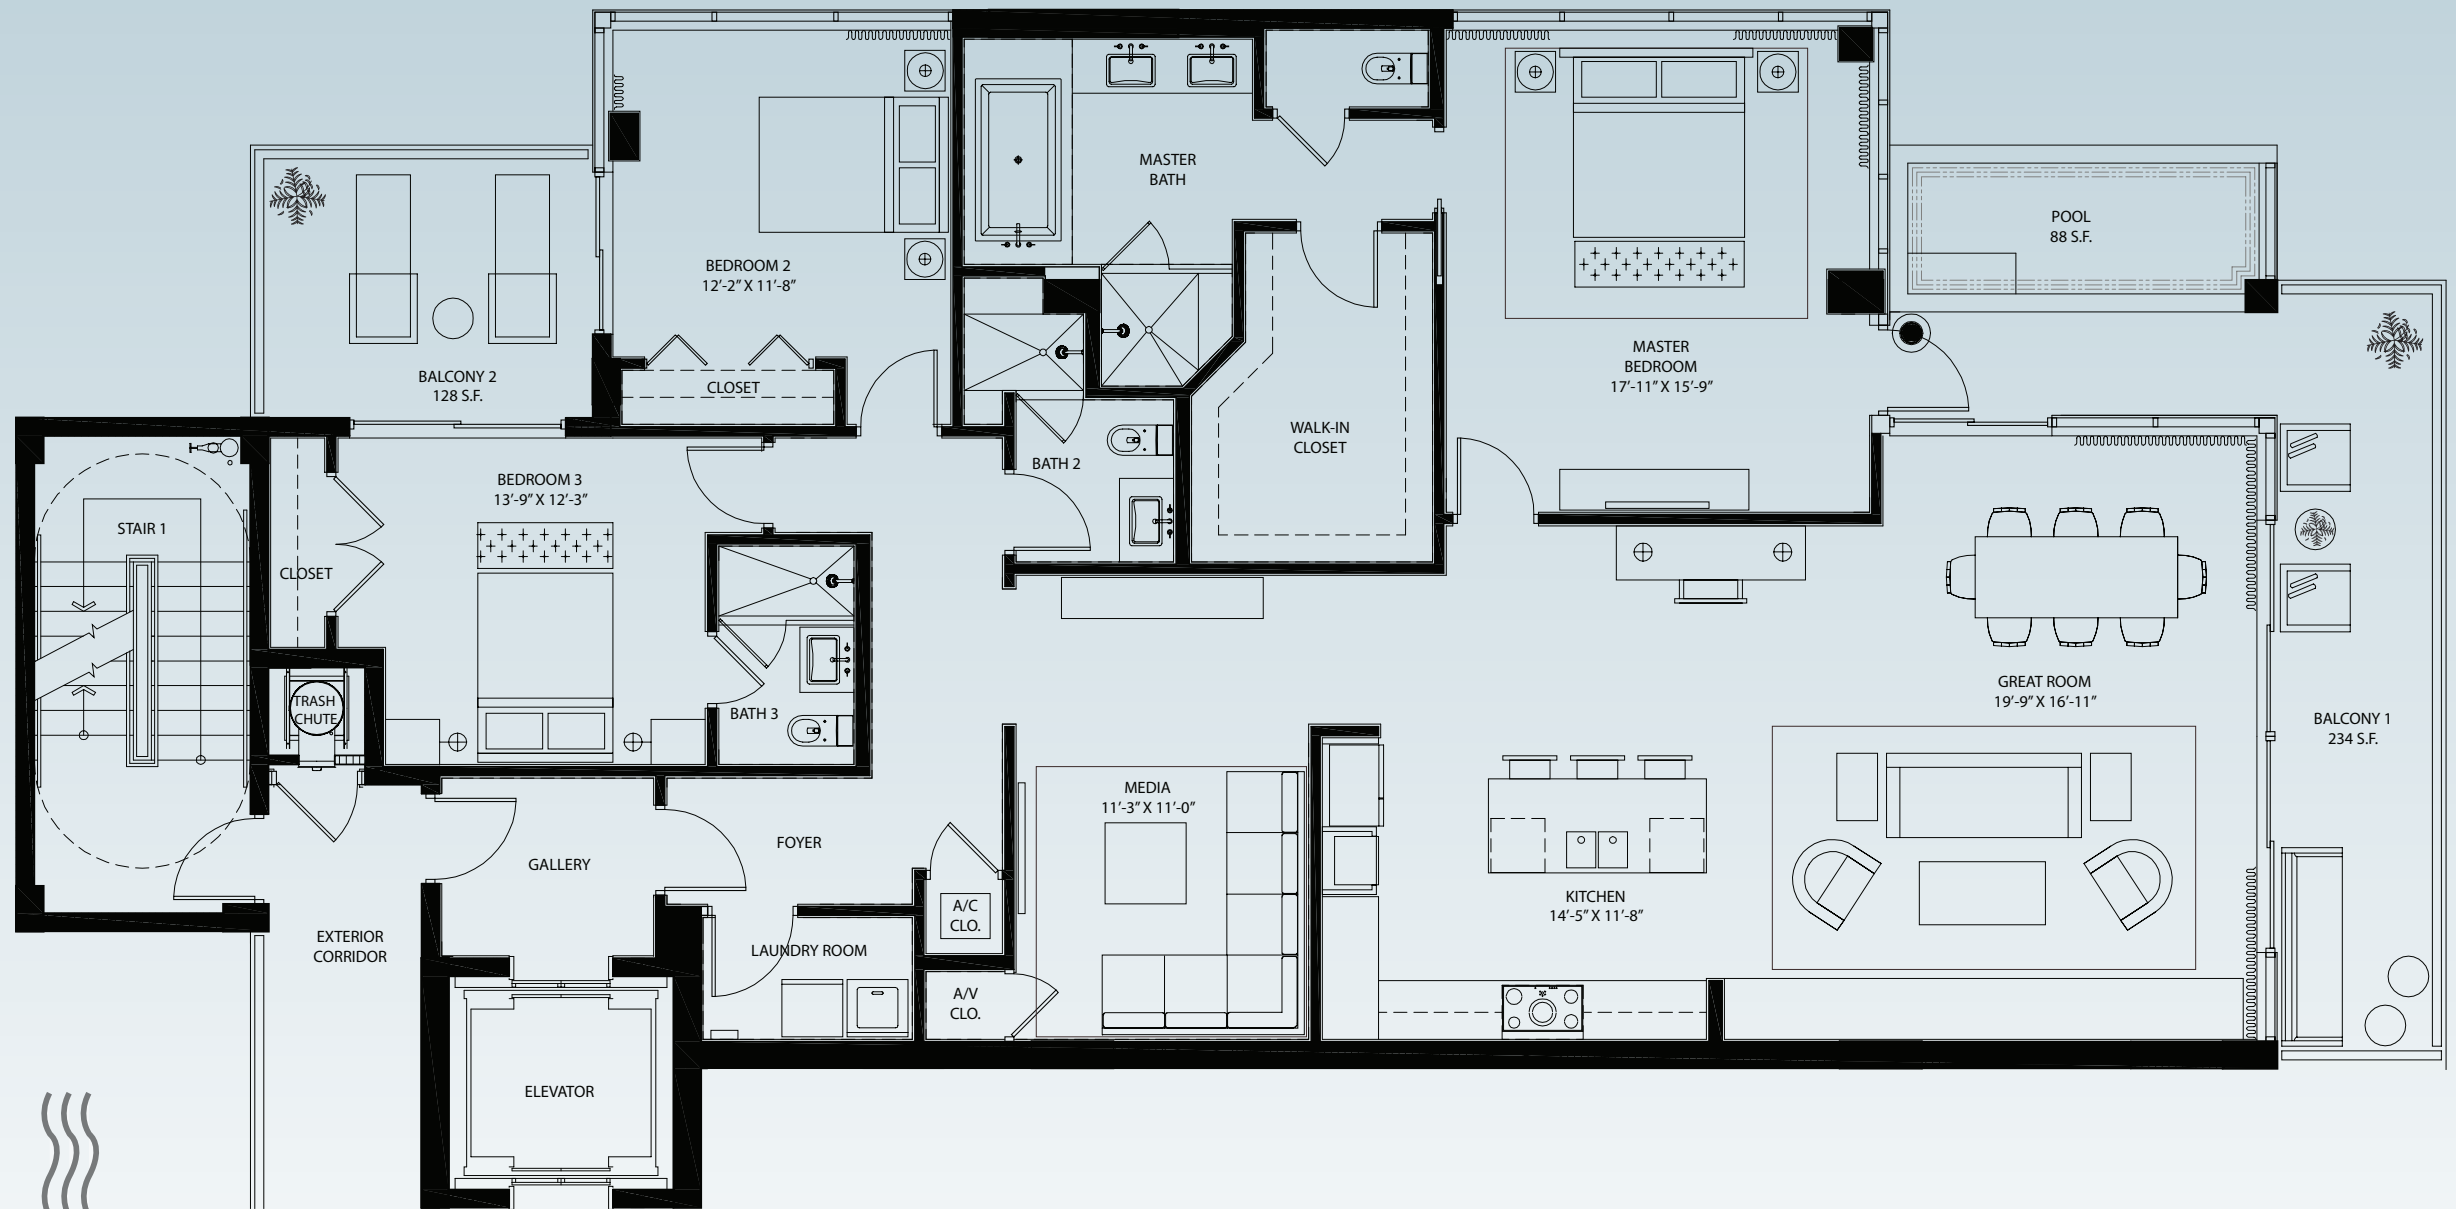 MASTER
BATH
POOL
88 S.F.
BEDROOM 2
12'-2" X 11'-8"
MASTER
BEDROOM
17'-11" X 15'-9"
BALCONY 2
128 S.F.
CLOSET
WALK-IN
CLOSET
BATH 2
BEDROOM 3
13'-9" X 12'-3"
STAIR 1
CLOSET
GREAT ROOM
19'-9" X 16'-11"
TRASH
CHUTE
BATH 3
BALCONY 1
234 S.F.
MEDIA
11'-3" X 11'-0"
FOYER
GALLERY
KITCHEN
14'-5" X 11'-8"
A/C
CLO.
EXTERIOR
CORRIDOR
LAUNDRY ROOM
A/V
CLO.
ELEVATOR